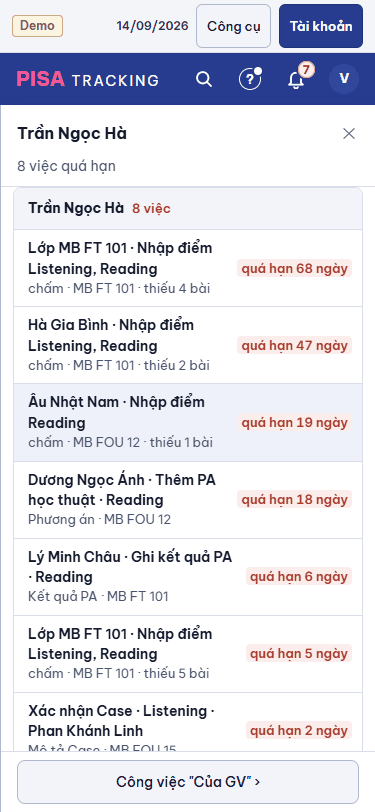 Demo
14/09/2026
Công cụ
Tài khoản
PISA TRACKING
?
7
V
Trần Ngọc Hà
8 việc quá hạn
Trần Ngọc Hà 8 việc
Lớp MB FT 101 · Nhập điểm
Listening, Reading
quá hạn 68 ngày
chấm · MB FT 101 · thiếu 4 bài
Hà Gia Bình · Nhập điểm
Listening, Reading
quá hạn 47 ngày
chấm · MB FT 101 · thiếu 2 bài
Âu Nhật Nam · Nhập điểm
Reading
quá hạn 19 ngày
chấm · MB FOU 12 · thiếu 1 bài
Dương Ngọc Ánh · Thêm PA
học thuật · Reading
quá hạn 18 ngày
Phương án · MB FOU 12
Lý Minh Châu · Ghi kết quả PA
· Reading
quá hạn 6 ngày
Kết quả PA · MB FT 101
Lớp MB FT 101 · Nhập điểm
Listening, Reading
quá hạn 5 ngày
chấm · MB FT 101 · thiếu 5 bài
Xác nhận Case · Listening ·
Phan Khánh Linh
quá hạn 2 ngày
Mô tả Case · MB FOU 15
Công việc "Của GV" ›